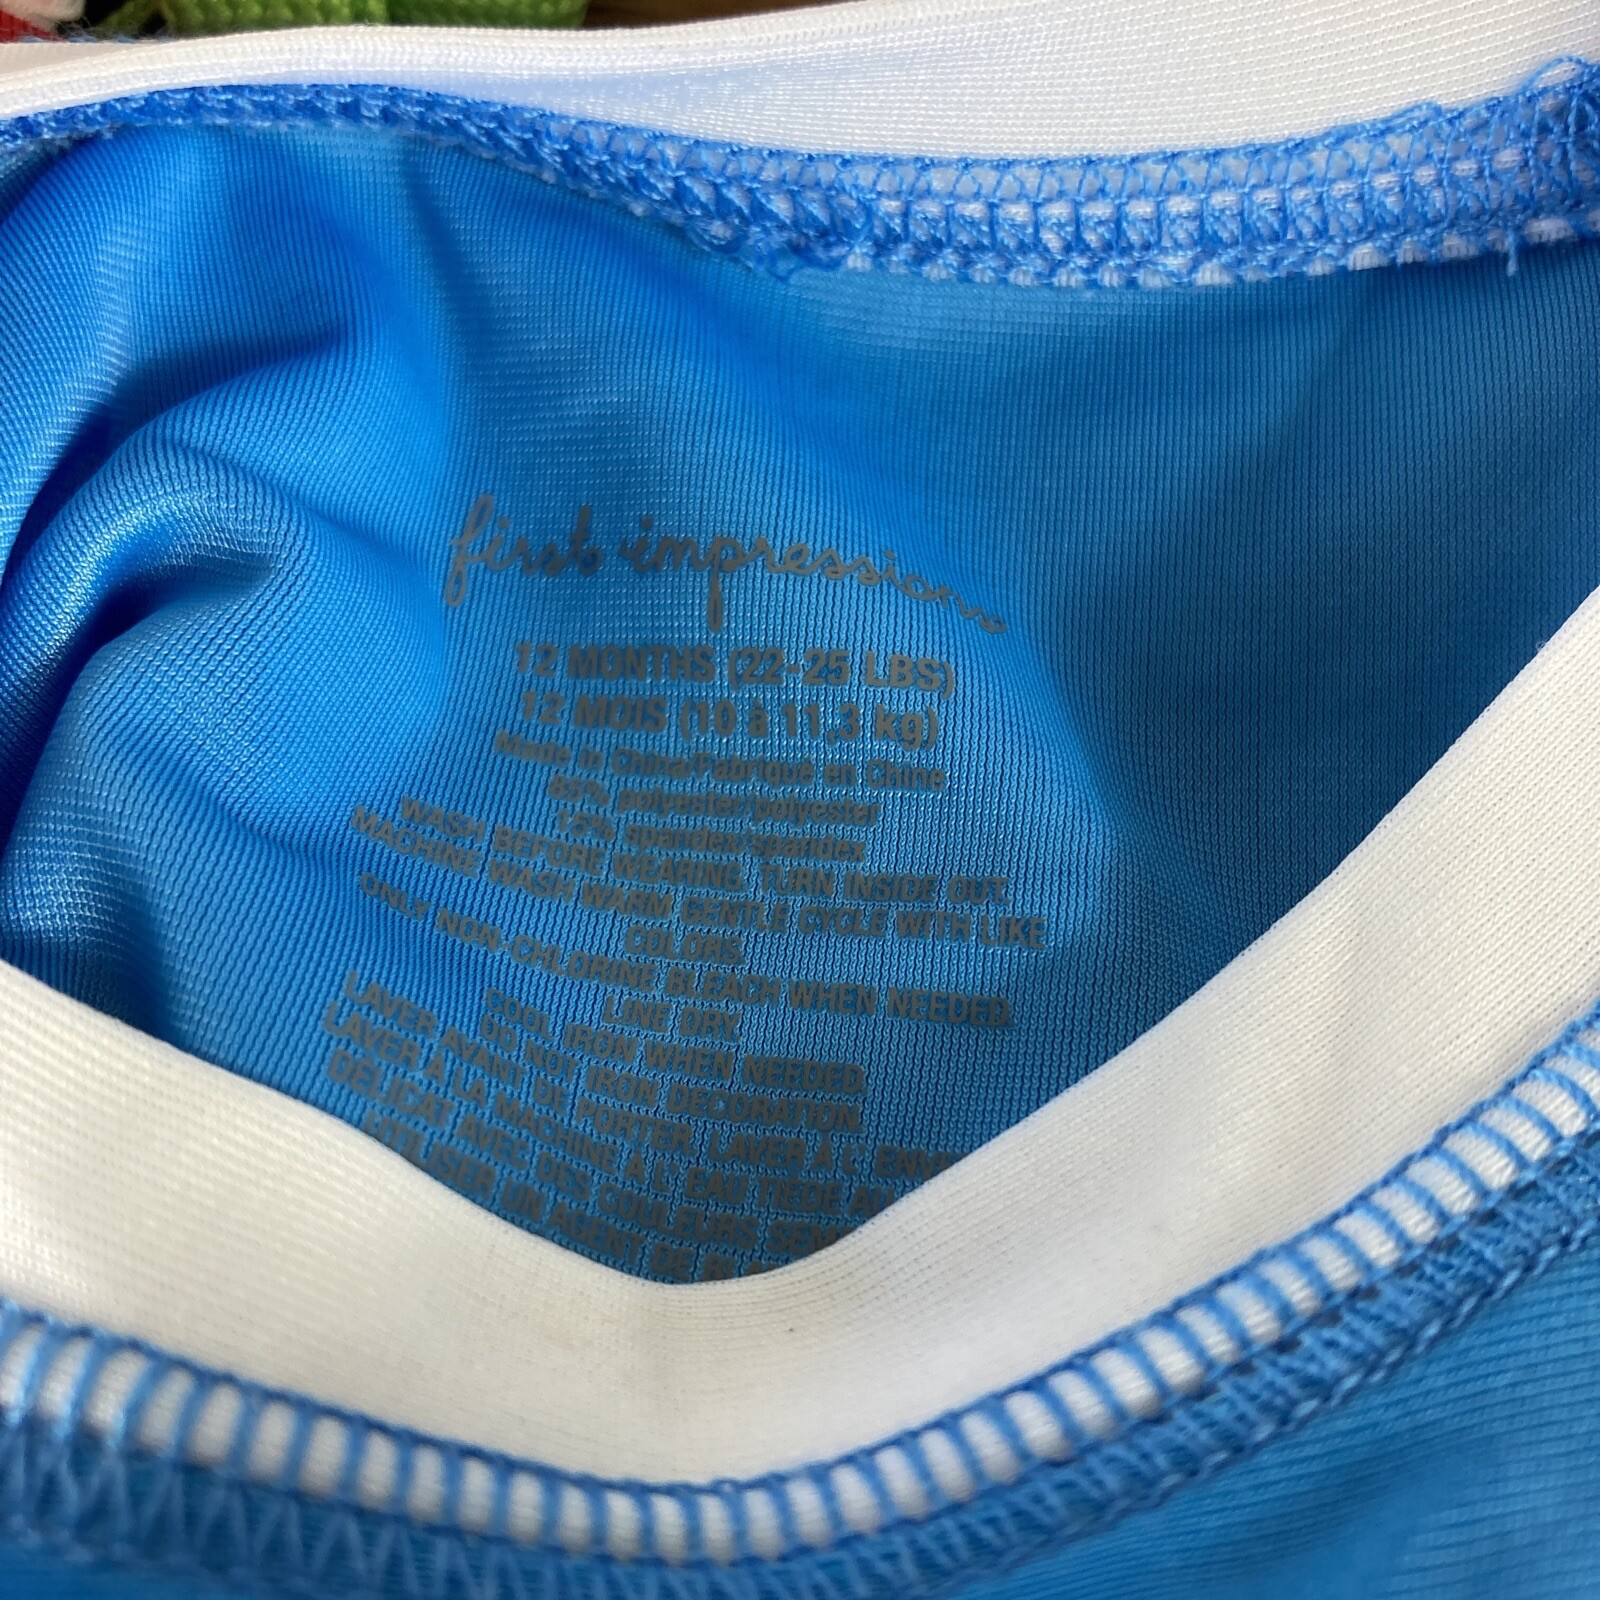 first impressions
12 MONTHS (22-25 LBS)
12 MOIS (10 à 11,3 kg)
Made in China/Fabriqué en Chine
85% polyester/polyester
15% spandex/spandex
WASH BEFORE WEARING. TURN INSIDE OUT.
MACHINE WASH WARM GENTLE CYCLE WITH LIKE
COLORS.
ONLY NON-CHLORINE BLEACH WHEN NEEDED.
LINE DRY.
COOL IRON WHEN NEEDED.
DO NOT IRON DECORATION.
LAVER AVANT DE PORTER. LAVER À L'
LAVER À LA MACHINE À L' EAU TIÈDE
DÉLICAT AVEC DES COULEURS
UTILISER UN AGENT DE